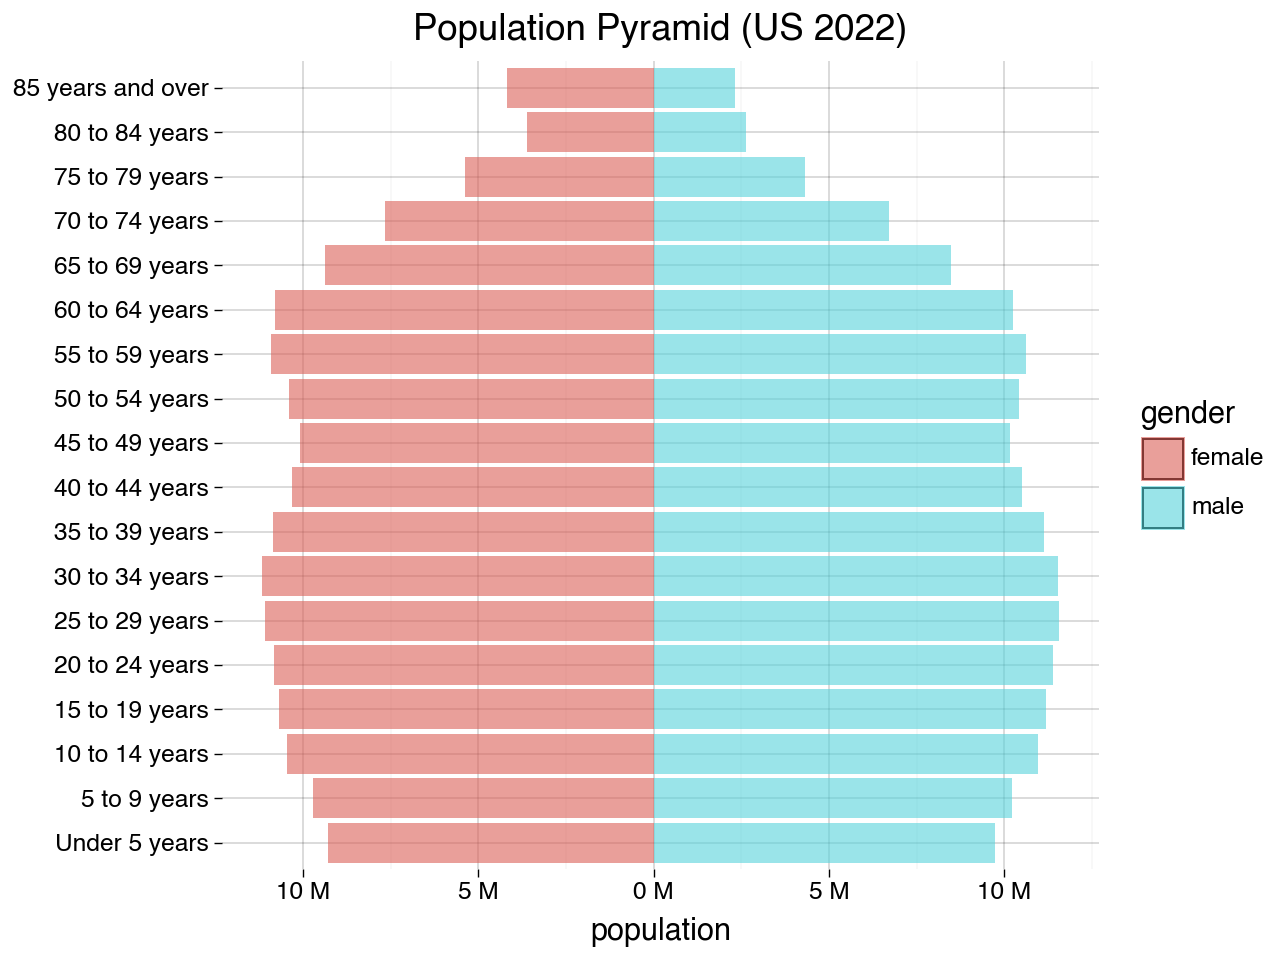 Population Pyramid (US 2022)
85 years and over
80 to 84 years
75 to 79 years
70 to 74 years
65 to 69 years
60 to 64 years
55 to 59 years
50 to 54 years
45 to 49 years
40 to 44 years
35 to 39 years
30 to 34 years
25 to 29 years
20 to 24 years
15 to 19 years
10 to 14 years
5 to 9 years
Under 5 years
10 M 5 M 0 M 5 M 10 M
population
gender
female
male